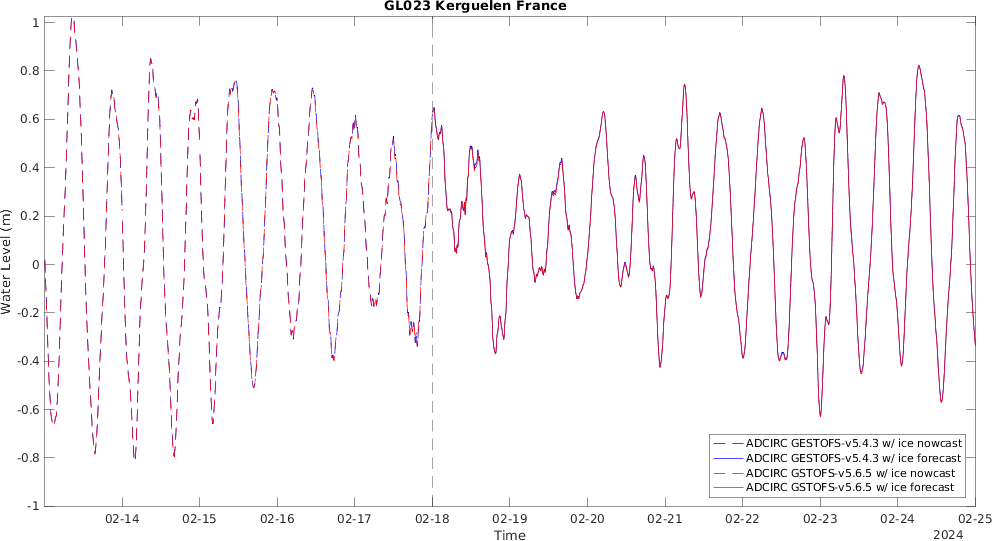 GL023 Kerguelen France
Water Level (m)
1
0.8
0.6
0.4
0.2
0
-0.2
-0.4
-0.6
-0.8
-1
ADCIRC GESTOFS-v5.4.3 w/ ice nowcast
ADCIRC GESTOFS-v5.4.3 w/ ice forecast
ADCIRC GSTOFS-v5.6.5 w/ ice nowcast
ADCIRC GSTOFS-v5.6.5 w/ ice forecast
02-14 02-15 02-16 02-17 02-18 02-19 02-20 02-21 02-22 02-23 02-24 02-25
Time
2024